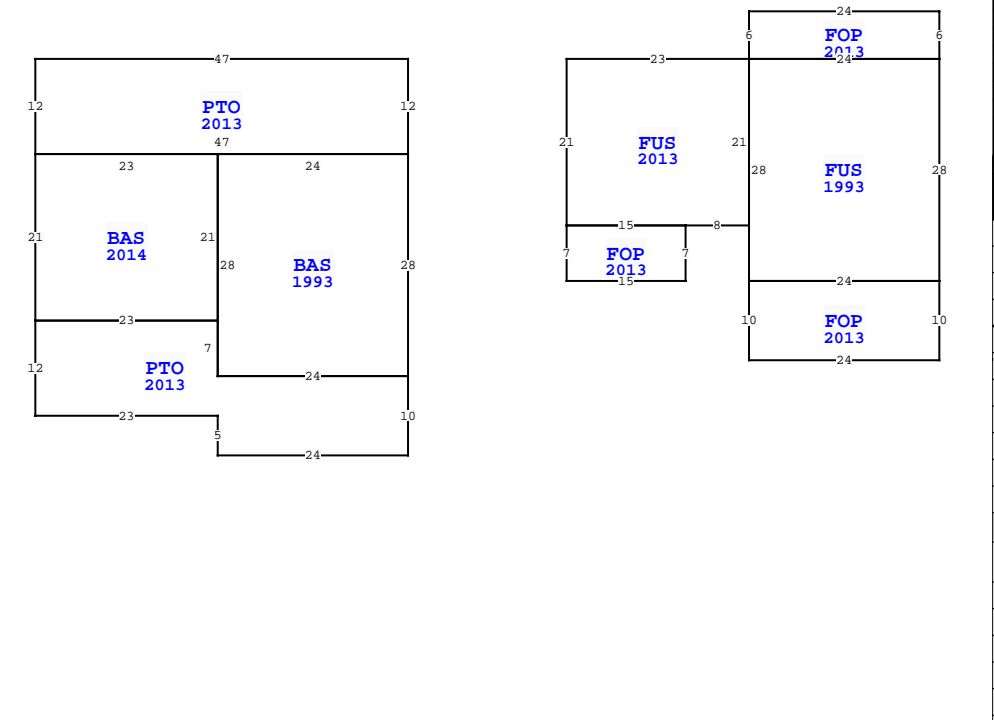 24
6 FOP 6
2013
47 23 24
12 PTO 12
2013
47 21 FUS 21
2013
23 24 28 FUS 28
1993
21 BAS 21
2014
15 8
28 BAS 28
1993
7 FOP 7
2013
15 24
23 10 FOP 10
2013
7
24
12 PTO
2013
24
23 10
5
24